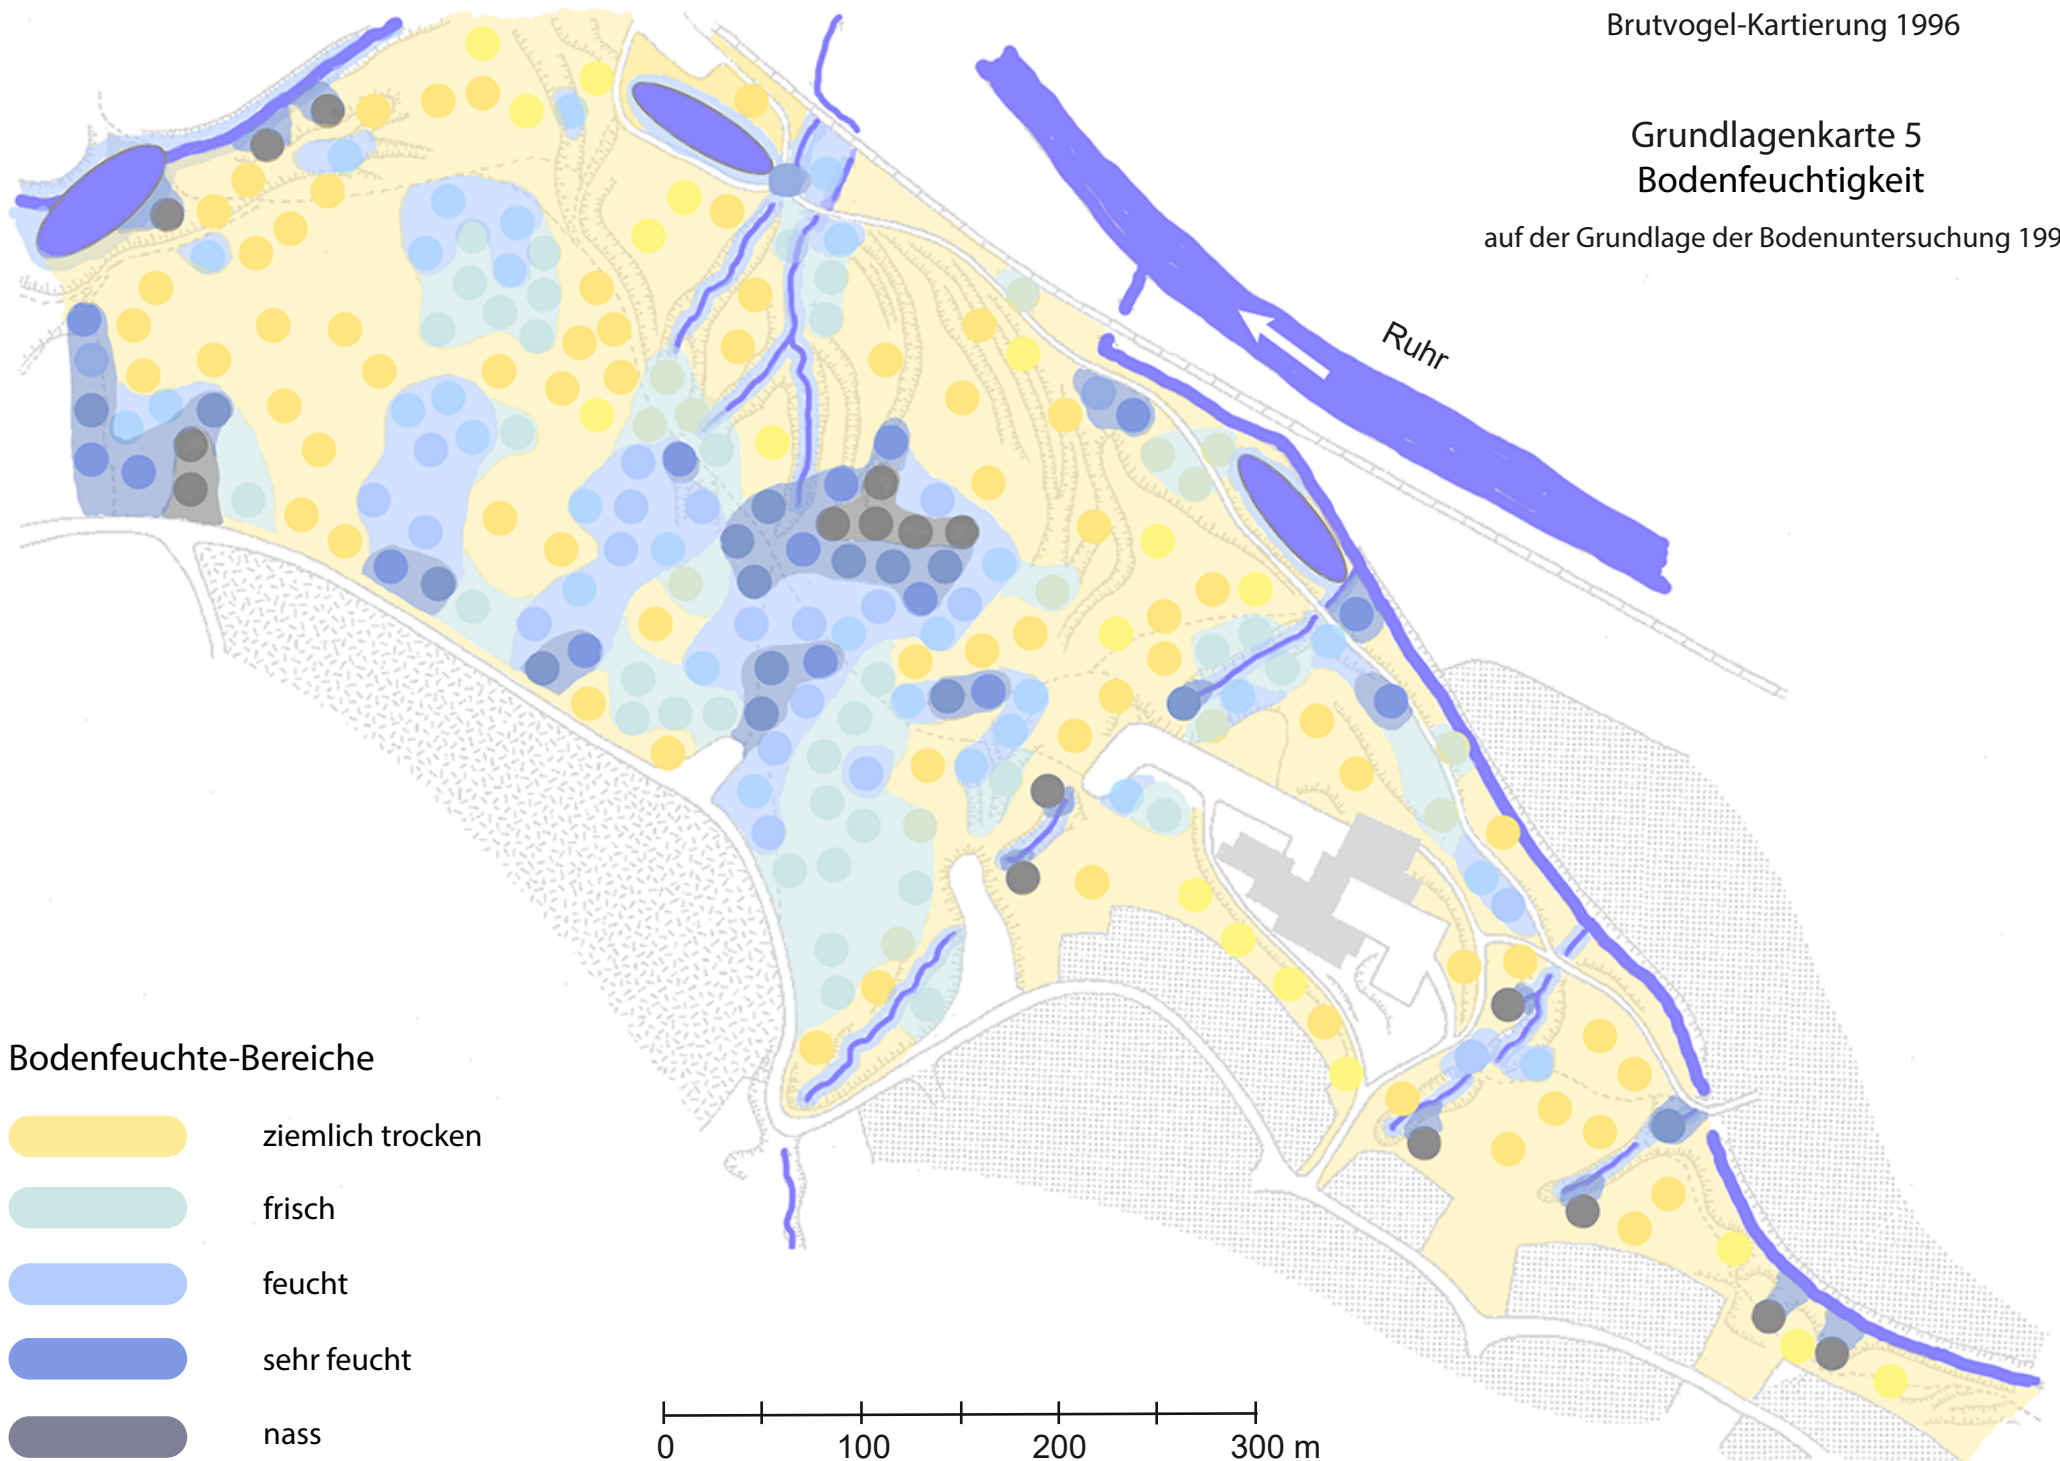 Brutvogel-Kartierung 1996
Grundlagenkarte 5
Bodenfeuchtigkeit
auf der Grundlage der Bodenuntersuchung 199
Ruhr
Bodenfeuchte-Bereiche
ziemlich trocken
frisch
feucht
sehr feucht
nass
0 100 200 300 m